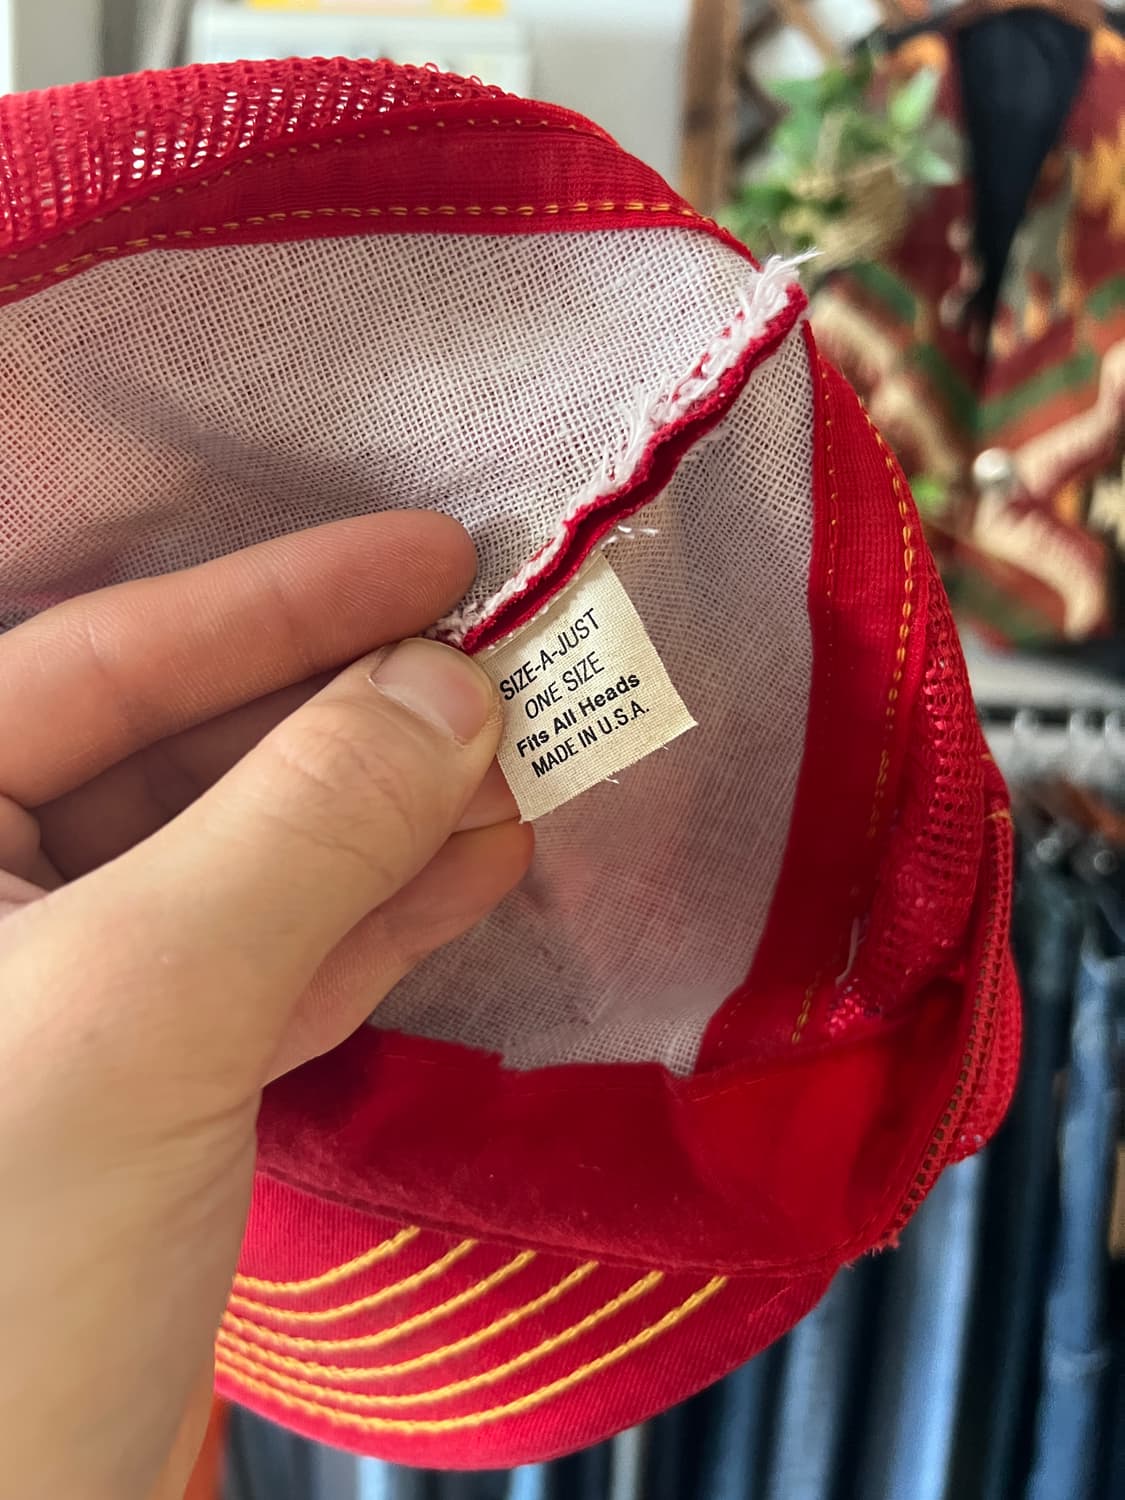 SIZE-A-JUST
ONE SIZE
Fits All Heads
MADE IN U.S.A.